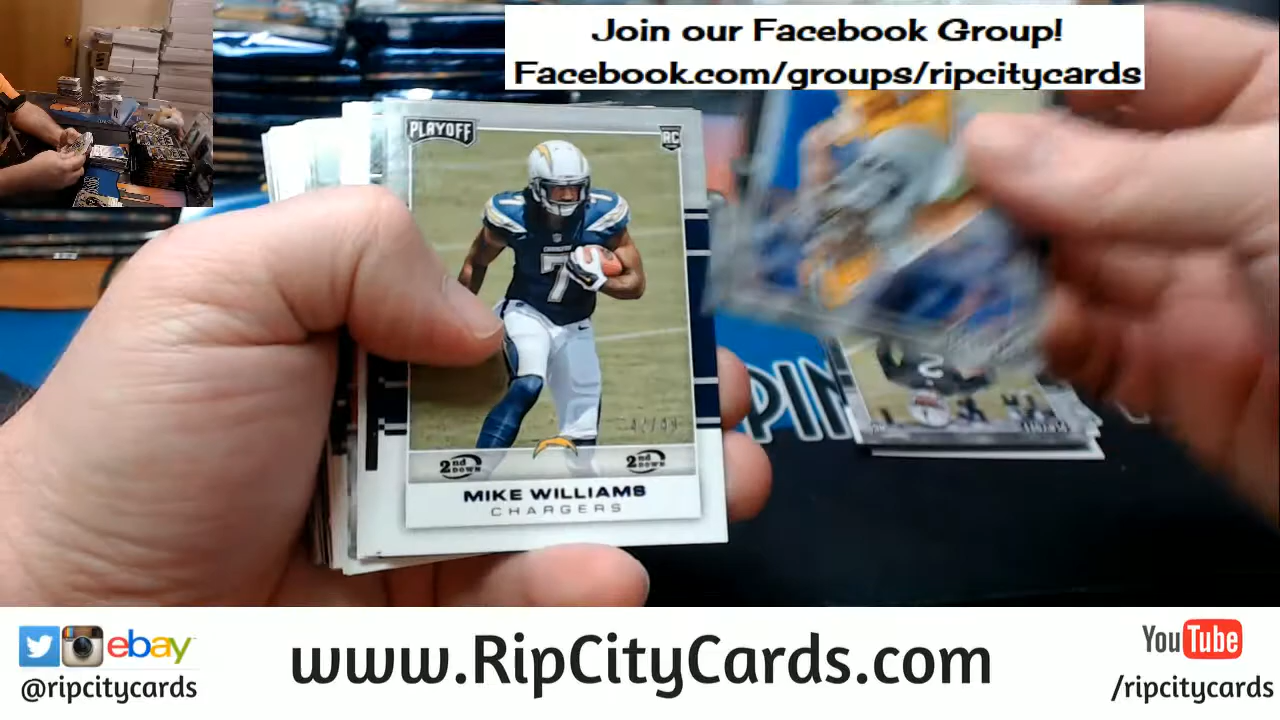 Join our Facebook Group!
Facebook.com/groups/ripcitycards
PLAYOFF
RC
7
2nd DOWN
2nd DOWN
MIKE WILLIAMS
CHARGERS
ebay
@ripcitycards
www.RipCityCards.com
YouTube
/ripcitycards